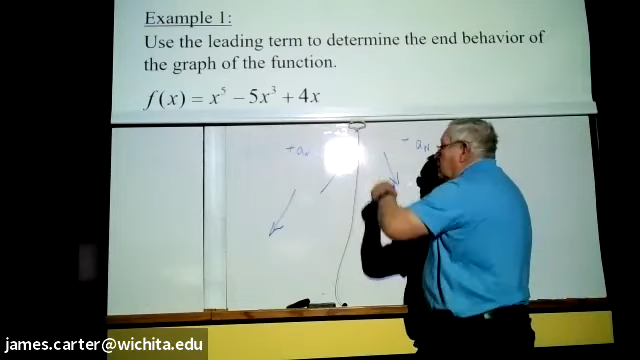 Example 1:
Use the leading term to determine the end behavior of
the graph of the function.
f(x) = x⁵ − 5x³ + 4x
+aₙ − aₙ
james.carter@wichita.edu